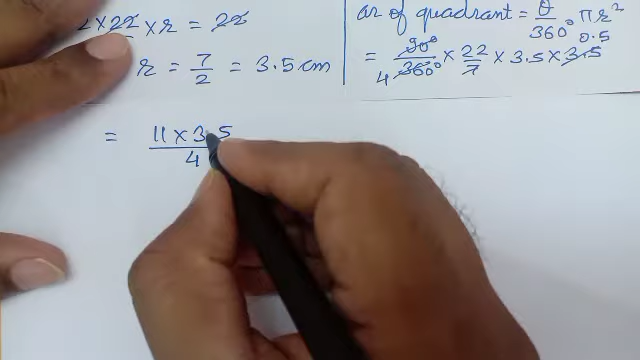 2 × 22 × r = 22
r = 7/2 = 3.5 cm
ar of quadrant = θ/360° πr²
= 90°/360° × 22/7 × 3.5 × 3.5
4
0.5
= 11 × 3.5/4